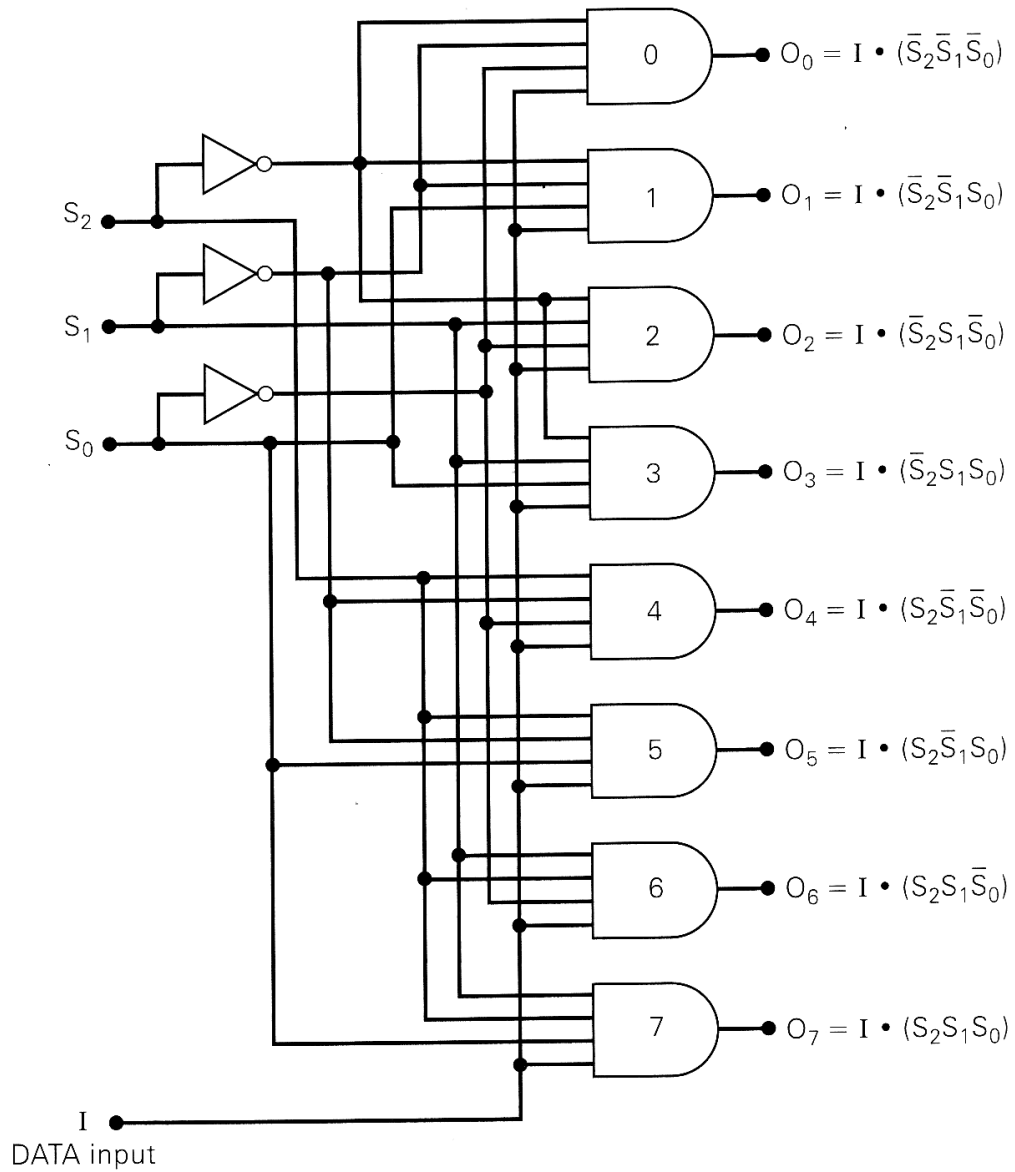 0 O₀ = I • (S̅₂S̅₁S̅₀)
1 O₁ = I • (S̅₂S̅₁S₀)
S₂
2 O₂ = I • (S̅₂S₁S̅₀)
S₁
S₀
3 O₃ = I • (S̅₂S₁S₀)
4 O₄ = I • (S₂S̅₁S̅₀)
5 O₅ = I • (S₂S̅₁S₀)
6 O₆ = I • (S₂S₁S̅₀)
7 O₇ = I • (S₂S₁S₀)
I
DATA input